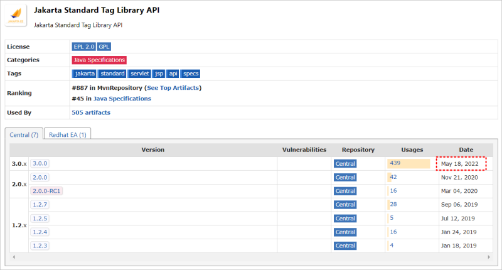 Jakarta Standard Tag Library API
Jakarta Standard Tag Library API
License EPL 2.0 GPL
Categories Java Specifications
Tags jakarta standard servlet jsp api specs
Ranking #887 in MvnRepository (See Top Artifacts)
#45 in Java Specifications
Used By 505 artifacts
Central (7) Redhat EA (1)
Version Vulnerabilities Repository Usages Date
3.0.x 3.0.0 Central 439 May 18, 2022
2.0.x 2.0.0 Central 42 Nov 21, 2020
2.0.0-RC1 Central 16 Mar 04, 2020
1.2.x 1.2.7 Central 28 Sep 06, 2019
1.2.5 Central 5 Jul 12, 2019
1.2.4 Central 16 Jan 24, 2019
1.2.3 Central 4 Jan 18, 2019